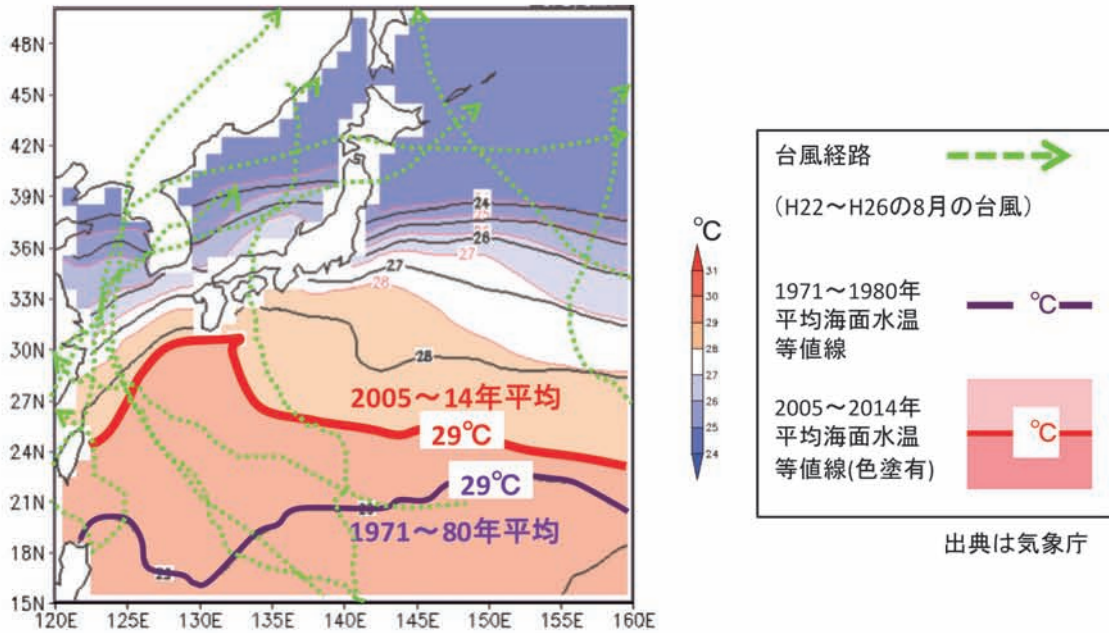 48N
45N
42N
39N
36N
33N
30N
27N
24N
21N
18N
15N
120E 125E 130E 135E 140E 145E 150E 155E 160E
24
26
27
27
28
28
2005～14年平均
29℃
29℃
1971～80年平均
29
℃
31
30
29
28
27
26
25
24
台風経路
（H22～H26の8月の台風）
1971～1980年
平均海面水温
等値線
℃
2005～2014年
平均海面水温
等値線(色塗有)
℃
出典は気象庁